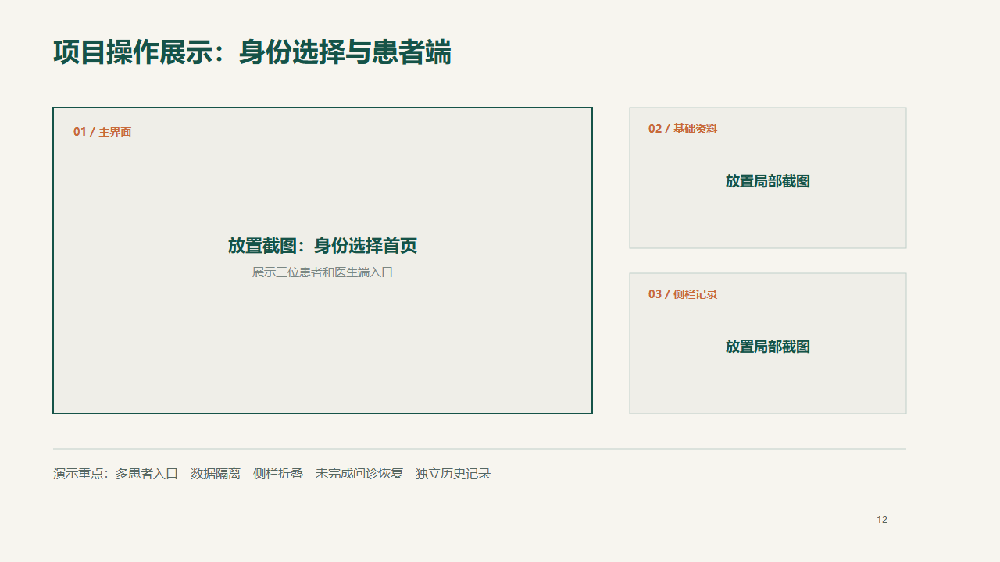 项目操作展示：身份选择与患者端
01 / 主界面
放置截图：身份选择首页
展示三位患者和医生端入口
02 / 基础资料
放置局部截图
03 / 侧栏记录
放置局部截图
演示重点：多患者入口　数据隔离　侧栏折叠　未完成问诊恢复　独立历史记录
12